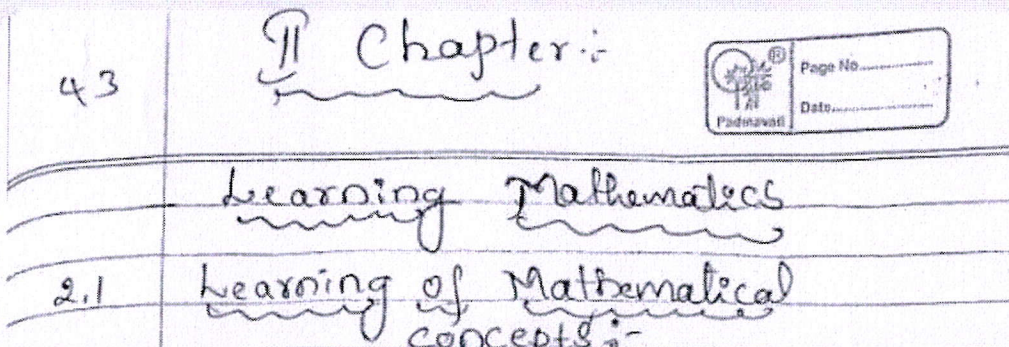 II Chapter:-
43
Page No.
Date
Padmavati
Learning Mathematics
2.1 Learning of Mathematical
concepts:-